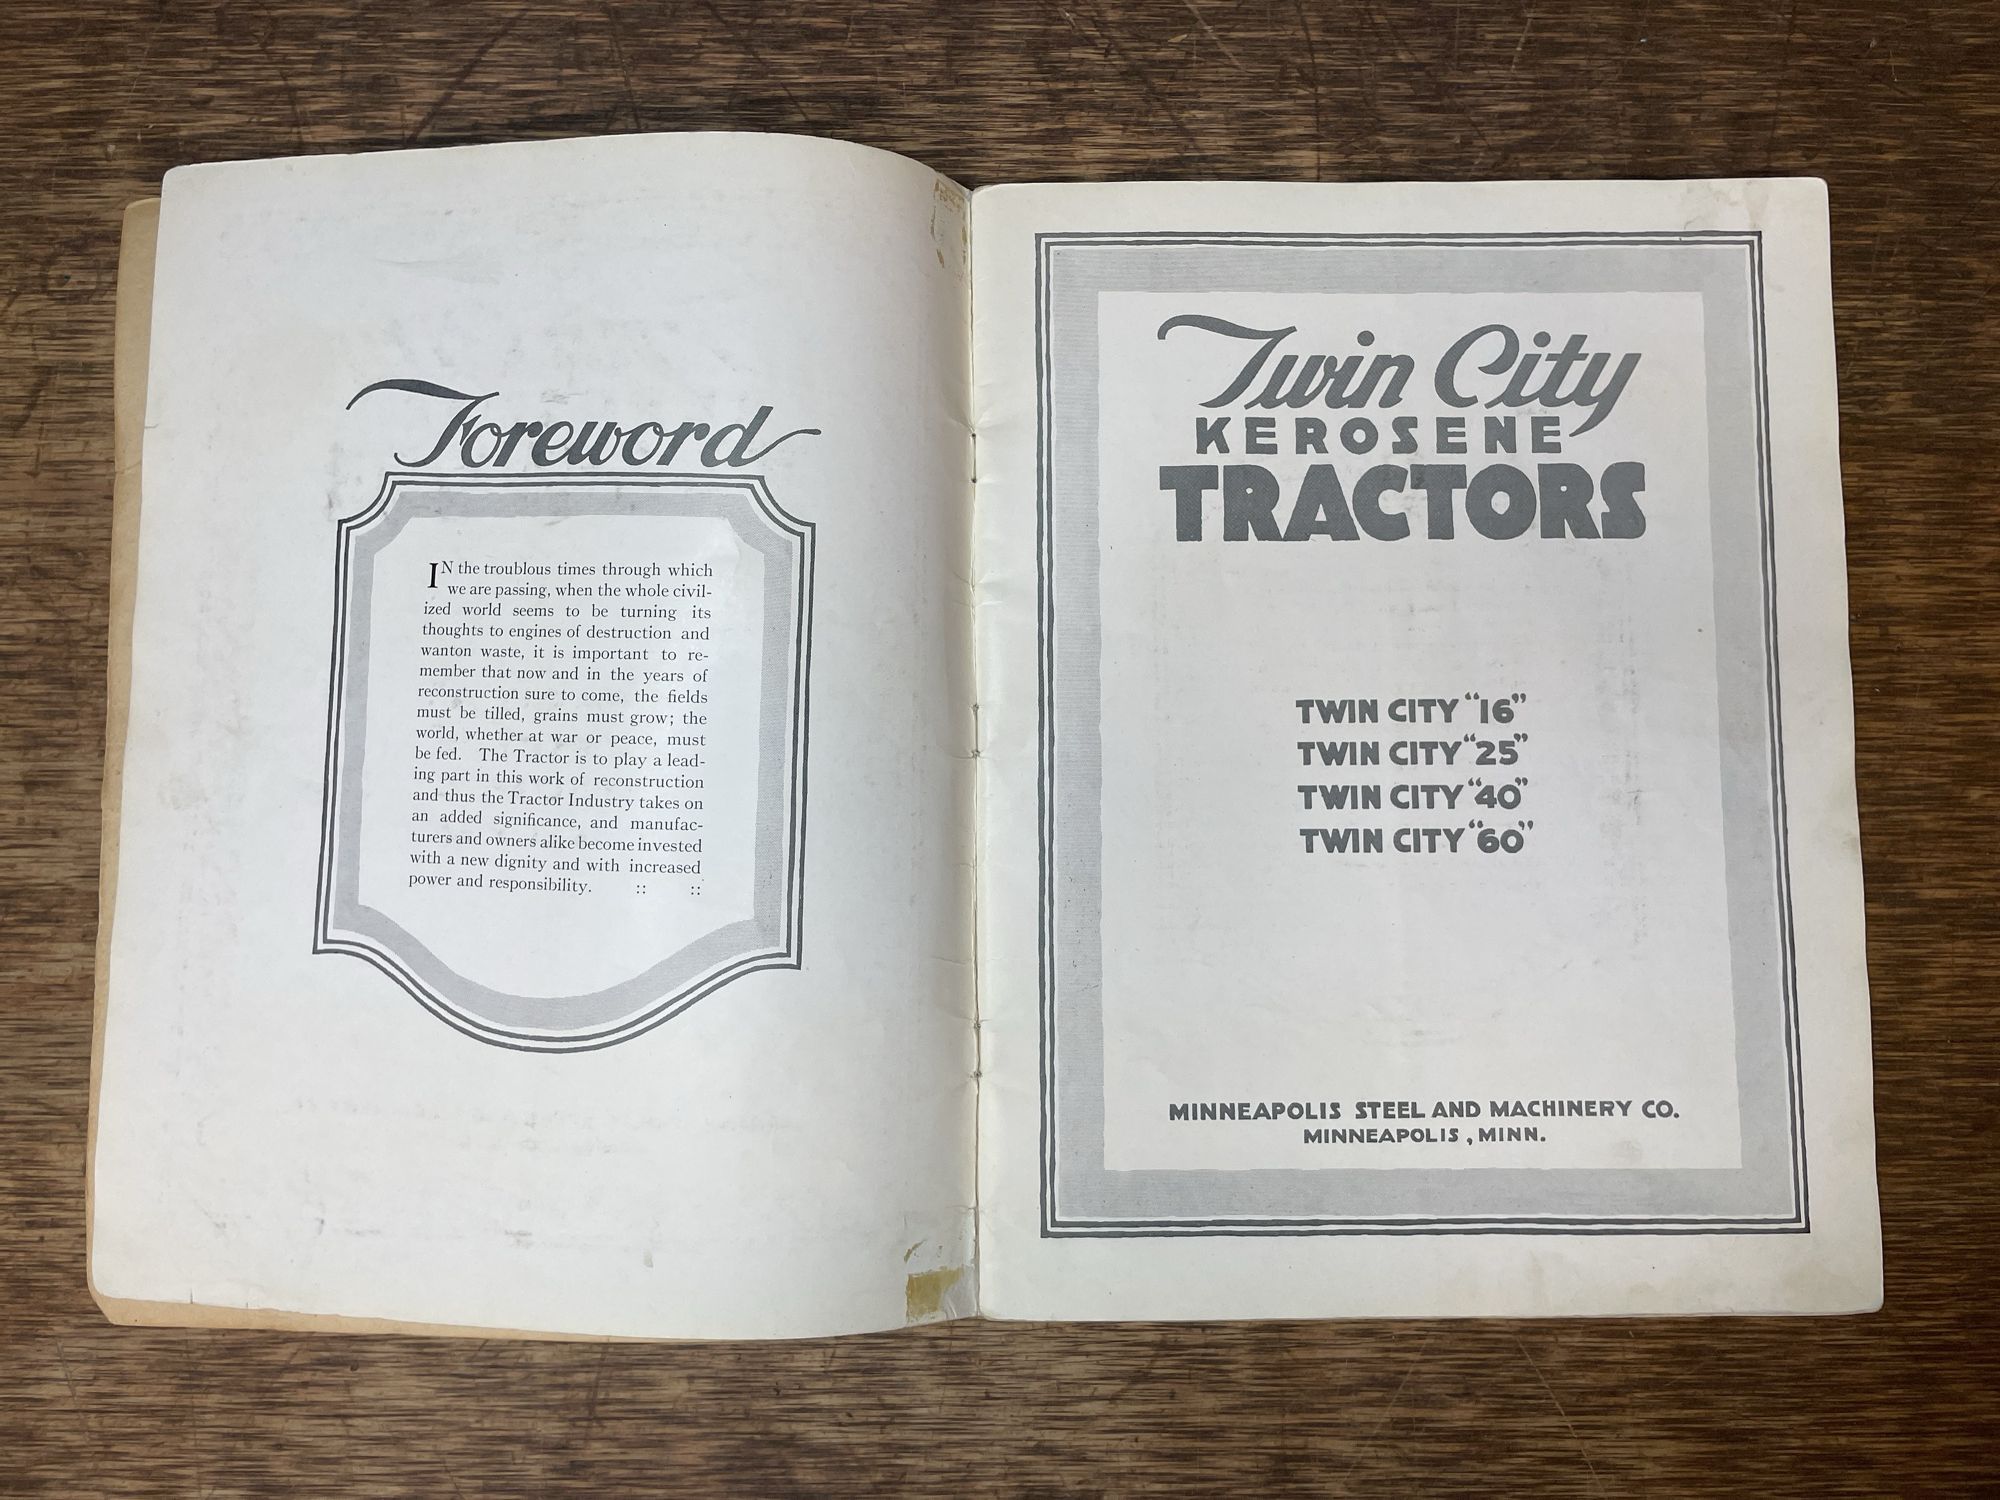 Foreword
IN the troublous times through which
we are passing, when the whole civil-
ized world seems to be turning its
thoughts to engines of destruction and
wanton waste, it is important to re-
member that now and in the years of
reconstruction sure to come, the fields
must be tilled, grains must grow; the
world, whether at war or peace, must
be fed. The Tractor is to play a lead-
ing part in this work of reconstruction
and thus the Tractor Industry takes on
an added significance, and manufac-
turers and owners alike become invested
with a new dignity and with increased
power and responsibility. :: ::
Twin City
KEROSENE
TRACTORS
TWIN CITY "16"
TWIN CITY "25"
TWIN CITY "40"
TWIN CITY "60"
MINNEAPOLIS STEEL AND MACHINERY CO.
MINNEAPOLIS, MINN.